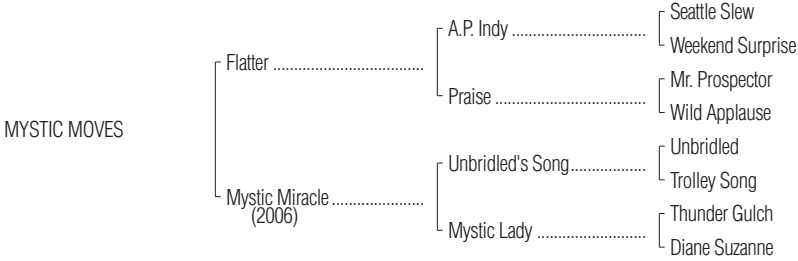 Seattle Slew
A.P. Indy ..................................
Weekend Surprise
Flatter ......................................
Mr. Prospector
Praise ......................................
Wild Applause
MYSTIC MOVES
Unbridled
Unbridled's Song...................
Trolley Song
Mystic Miracle .......................
(2006)
Thunder Gulch
Mystic Lady ...........................
Diane Suzanne